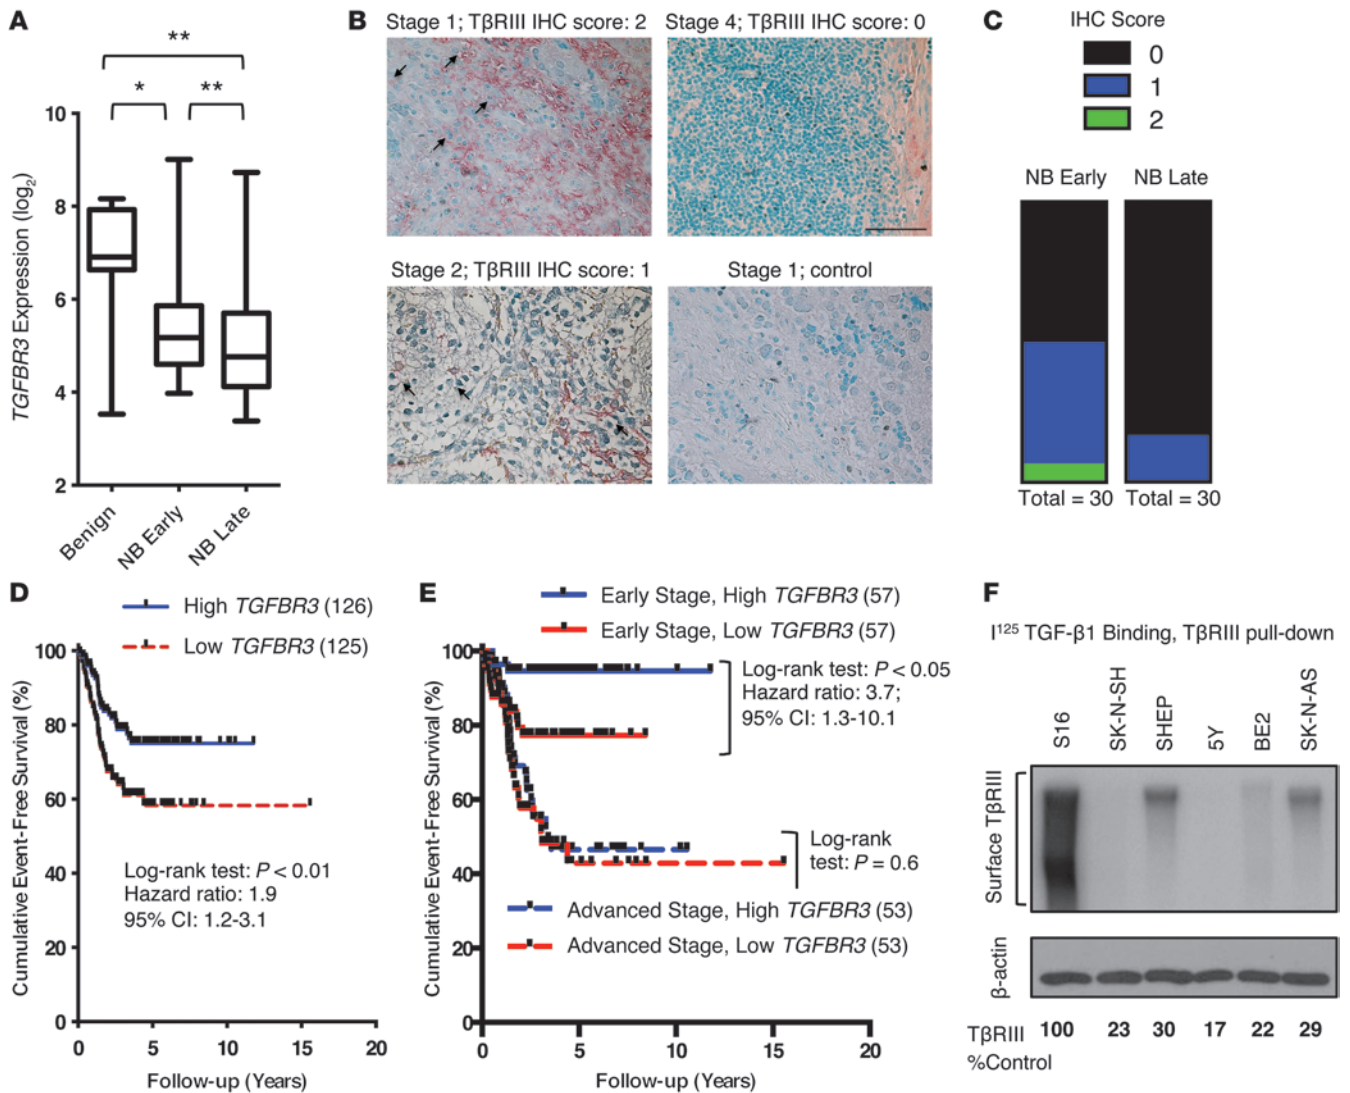 A
**
*
**
TGFBR3 Expression (log2)
10
8
6
4
2
Benign
NB Early
NB Late
B
Stage 1; TβRIII IHC score: 2
Stage 4; TβRIII IHC score: 0
Stage 2; TβRIII IHC score: 1
Stage 1; control
C
IHC Score
0
1
2
NB Early
NB Late
Total = 30
Total = 30
D
High TGFBR3 (126)
Low TGFBR3 (125)
Cumulative Event-Free Survival (%)
100
80
60
40
20
0
Log-rank test: P < 0.01
Hazard ratio: 1.9
95% CI: 1.2-3.1
0
5
10
15
20
Follow-up (Years)
E
Early Stage, High TGFBR3 (57)
Early Stage, Low TGFBR3 (57)
Cumulative Event-Free Survival (%)
100
80
60
40
20
0
Log-rank test: P < 0.05
Hazard ratio: 3.7;
95% CI: 1.3-10.1
Log-rank
test: P = 0.6
Advanced Stage, High TGFBR3 (53)
Advanced Stage, Low TGFBR3 (53)
0
5
10
15
20
Follow-up (Years)
F
I125 TGF-β1 Binding, TβRIII pull-down
S16
SK-N-SH
SHEP
5Y
BE2
SK-N-AS
Surface TβRIII
β-actin
TβRIII
%Control
100
23
30
17
22
29